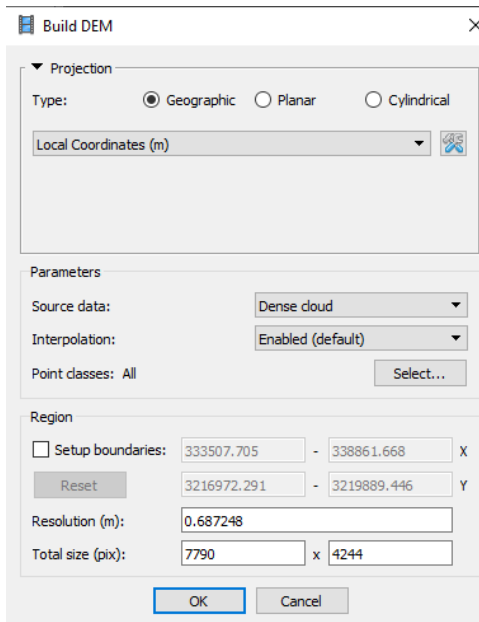 Build DEM
Projection
Type: Geographic Planar Cylindrical
Local Coordinates (m)
Parameters
Source data: Dense cloud
Interpolation: Enabled (default)
Point classes: All Select...
Region
Setup boundaries: 333507.705 - 338861.668 X
Reset 3216972.291 - 3219889.446 Y
Resolution (m): 0.687248
Total size (pix): 7790 x 4244
OK Cancel